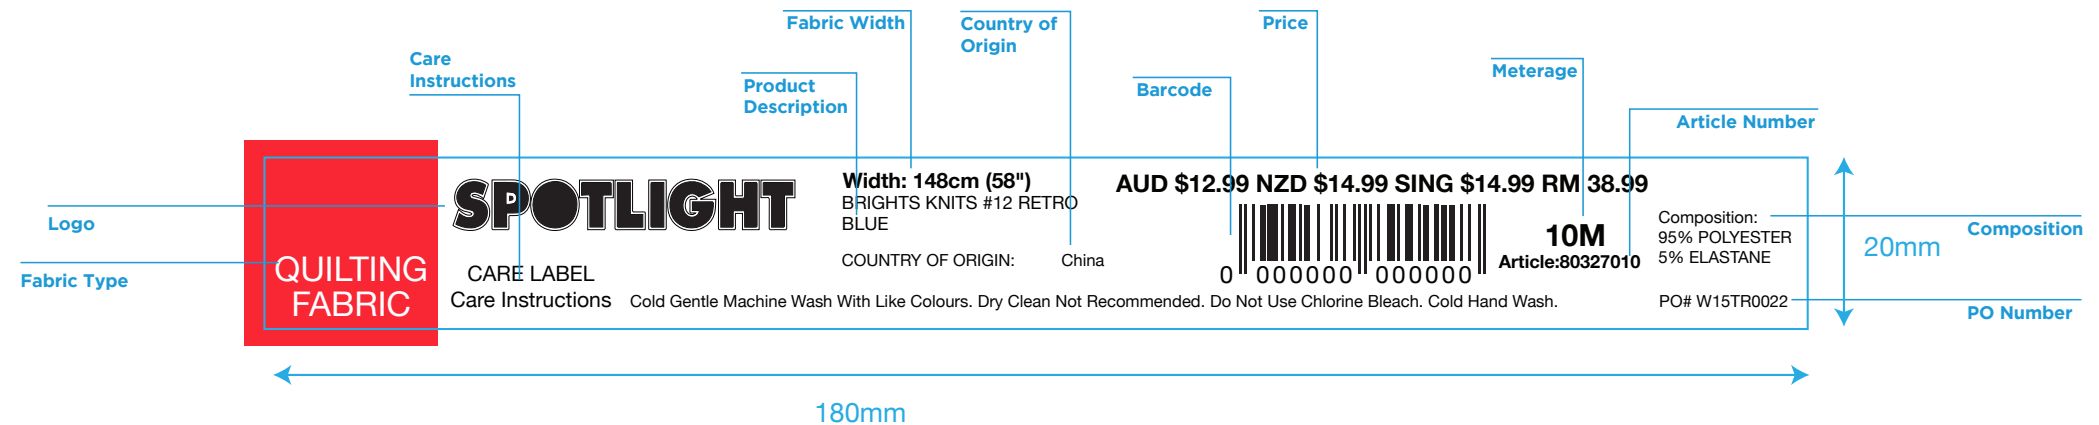 Fabric Width
Country of
Origin
Price
Care
Instructions
Product
Description
Barcode
Meterage
Article Number
Logo
Fabric Type
QUILTING
FABRIC
SPOTLIGHT
CARE LABEL
Care Instructions
Width: 148cm (58")
BRIGHTS KNITS #12 RETRO
BLUE
COUNTRY OF ORIGIN: China
Cold Gentle Machine Wash With Like Colours. Dry Clean Not Recommended. Do Not Use Chlorine Bleach. Cold Hand Wash.
AUD $12.99 NZD $14.99 SING $14.99 RM 38.99
0 000000 000000
10M
Article:80327010
Composition:
95% POLYESTER
5% ELASTANE
PO# W15TR0022
20mm
Composition
PO Number
180mm